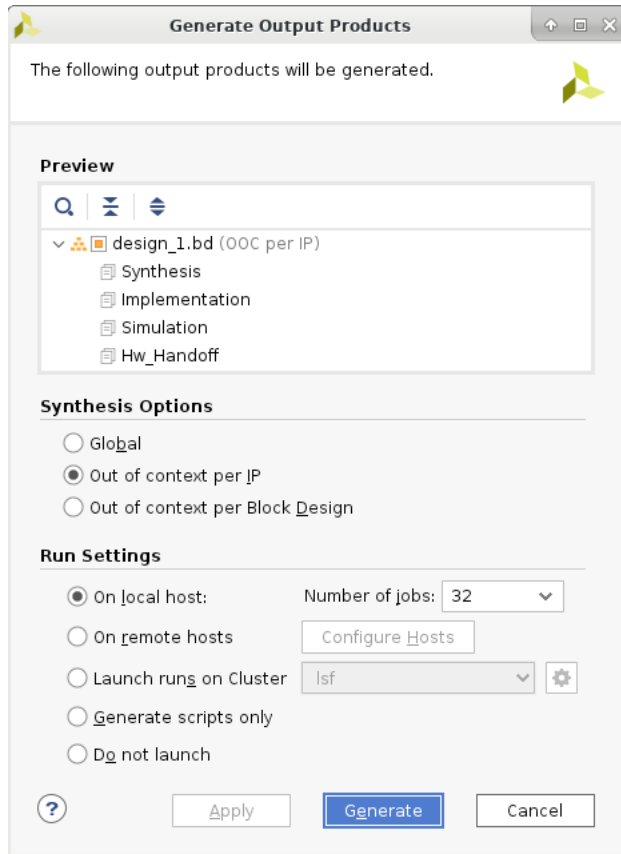 Generate Output Products
The following output products will be generated.
Preview
design_1.bd (OOC per IP)
Synthesis
Implementation
Simulation
Hw_Handoff
Synthesis Options
Global
Out of context per IP
Out of context per Block Design
Run Settings
On local host: Number of jobs: 32
On remote hosts Configure Hosts
Launch runs on Cluster lsf
Generate scripts only
Do not launch
? Apply Generate Cancel